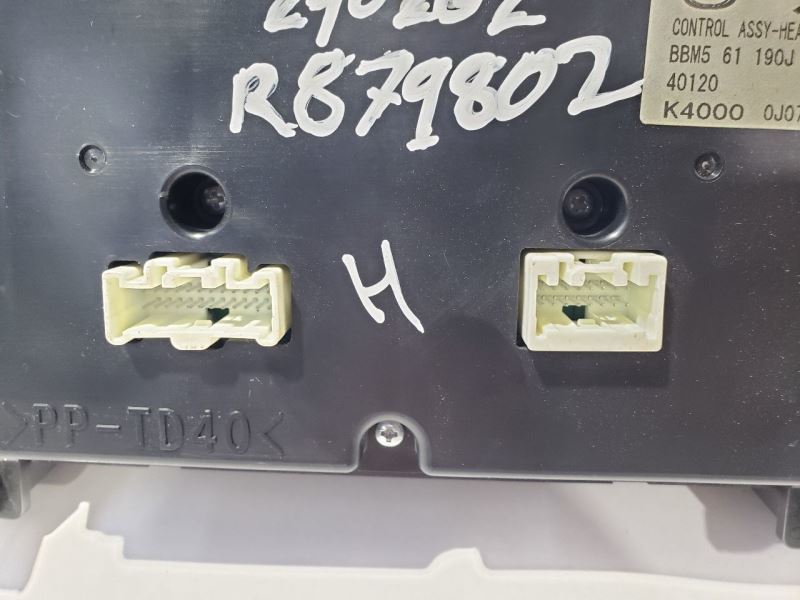 R879802
CONTROL ASSY-HEA
BBM5 61 190J
40120
K4000 0J07
H
>PP-TD40<